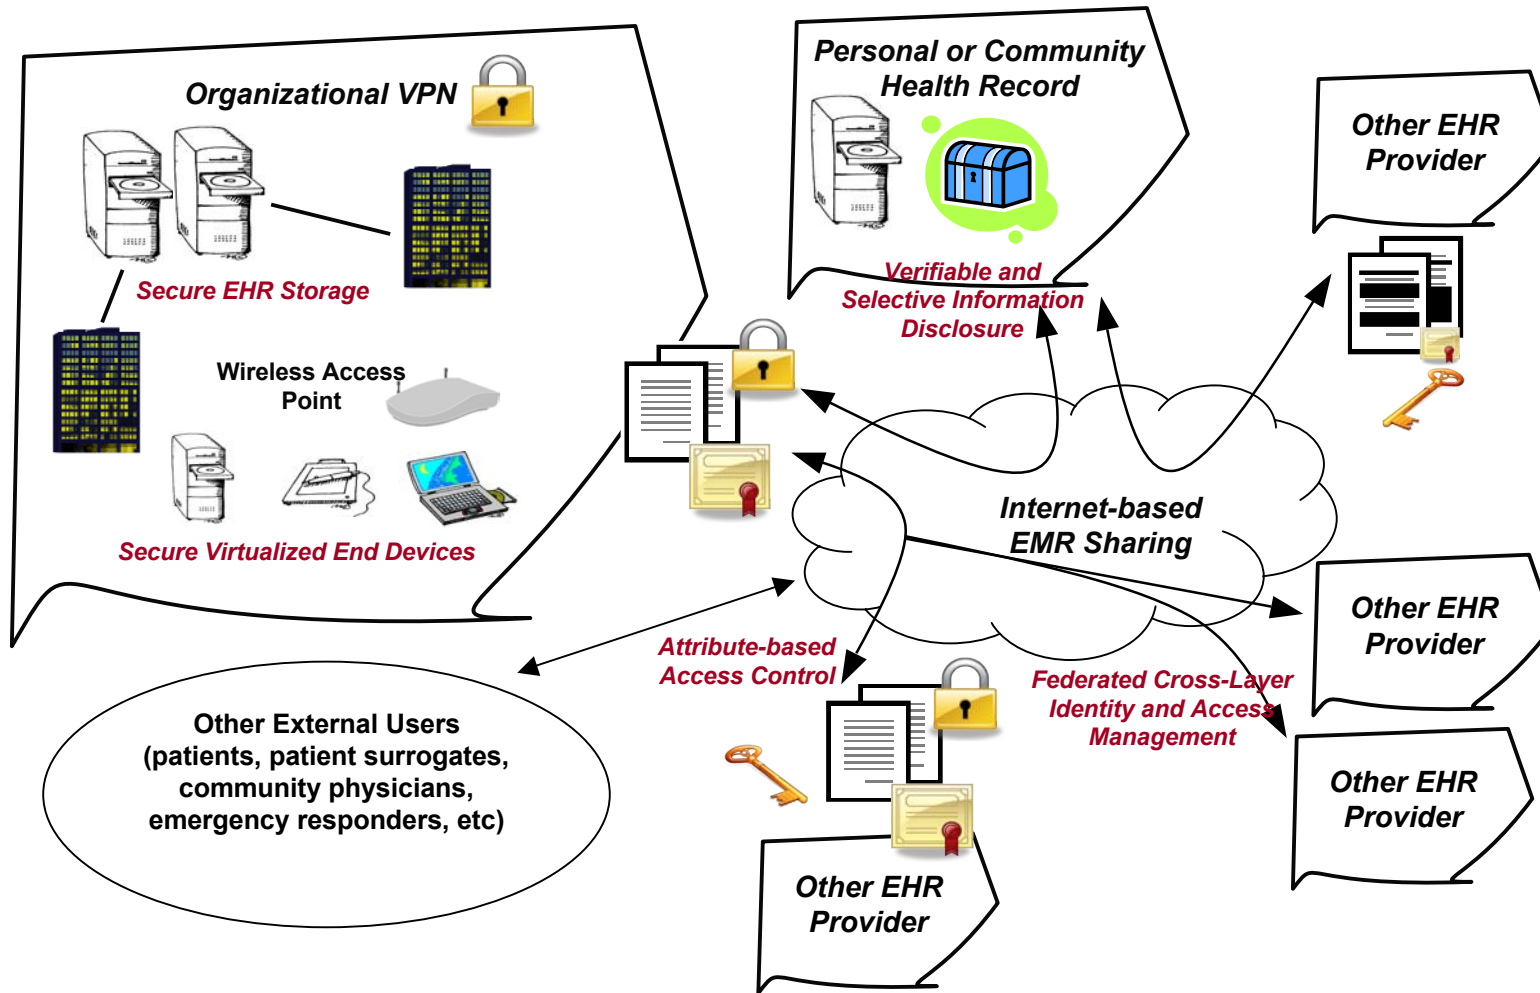 Organizational VPN
Secure EHR Storage
Wireless Access
Point
Secure Virtualized End Devices
Personal or Community
Health Record
Verifiable and
Selective Information
Disclosure
Other EHR
Provider
Internet-based
EMR Sharing
Other EHR
Provider
Attribute-based
Access Control
Federated Cross-Layer
Identity and Access
Management
Other External Users
(patients, patient surrogates,
community physicians,
emergency responders, etc)
Other EHR
Provider
Other EHR
Provider